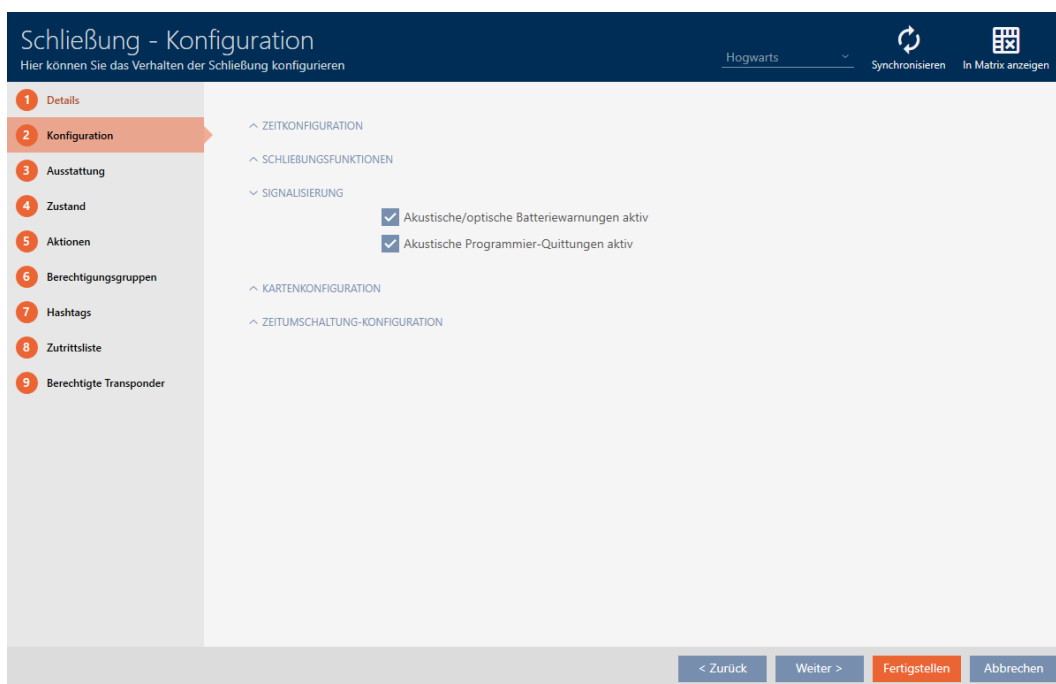 Schließung - Konfiguration
Hier können Sie das Verhalten der Schließung konfigurieren
Hogwarts
Synchronisieren
In Matrix anzeigen
1 Details
2 Konfiguration
3 Ausstattung
4 Zustand
5 Aktionen
6 Berechtigungsgruppen
7 Hashtags
8 Zutrittsliste
9 Berechtigte Transponder
ZEITKONFIGURATION
SCHLIEßUNGSFUNKTIONEN
SIGNALISIERUNG
Akustische/optische Batteriewarnungen aktiv
Akustische Programmier-Quittungen aktiv
KARTENKONFIGURATION
ZEITUMSCHALTUNG-KONFIGURATION
< Zurück
Weiter >
Fertigstellen
Abbrechen